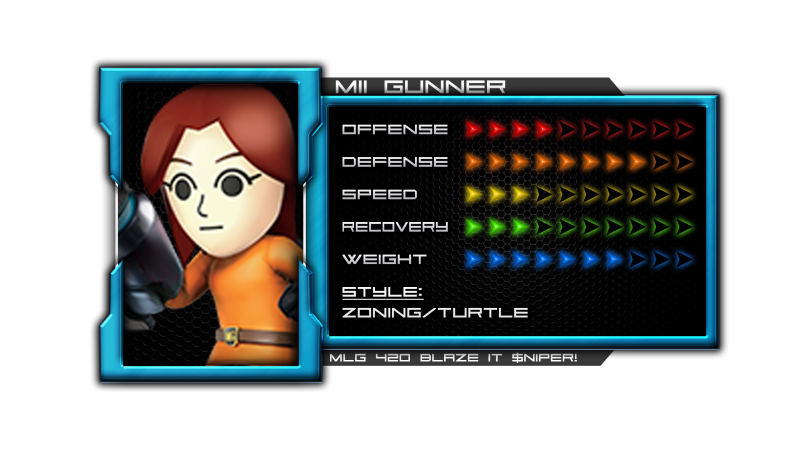 MII GUNNER
OFFENSE
DEFENSE
SPEED
RECOVERY
WEIGHT
STYLE:
ZONING/TURTLE
MLG 420 BLAZE IT $NIPER!